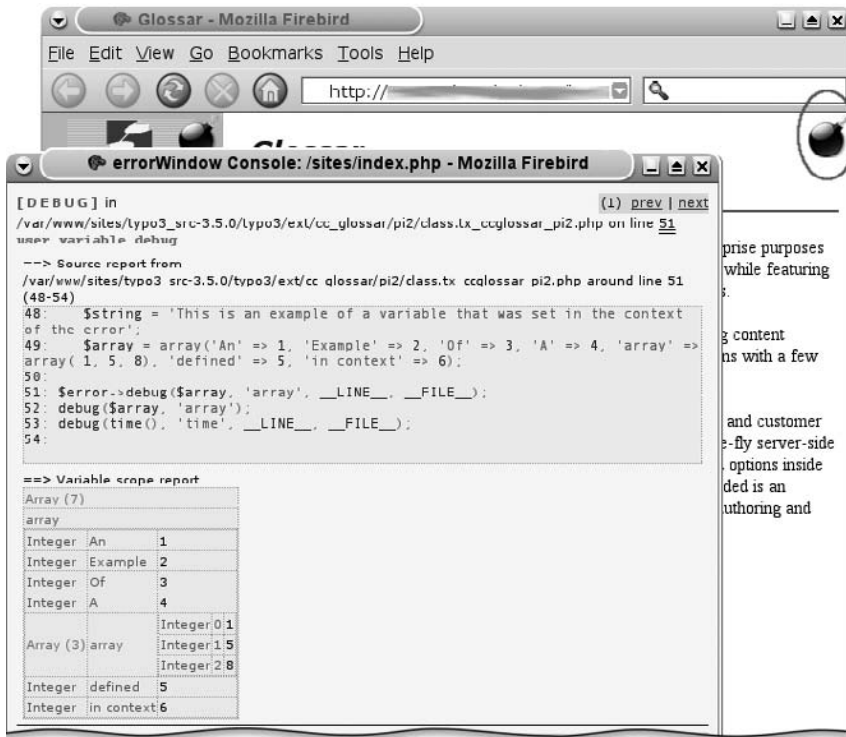 Glossar - Mozilla Firebird
File Edit View Go Bookmarks Tools Help
http://
Glossar
errorWindow Console: /sites/index.php - Mozilla Firebird
[DEBUG] in
(1) prev | next
/var/www/sites/typo3_src-3.5.0/typo3/ext/cc_glossar/pi2/class.tx_ccglossar_pi2.php on line 51
user variable debug
==> Source report from
/var/www/sites/typo3_src-3.5.0/typo3/ext/cc_glossar/pi2/class.tx_ccglossar_pi2.php around line 51
(48-54)
48: $string = 'This is an example of a variable that was set in the context
of the error';
49: $array = array('An' => 1, 'Example' => 2, 'Of' => 3, 'A' => 4, 'array' =>
array( 1, 5, 8), 'defined' => 5, 'in context' => 6);
50:
51: $error->debug($array, 'array', __LINE__, __FILE__);
52: debug($array, 'array');
53: debug(time(), 'time', __LINE__, __FILE__);
54:
==> Variable scope report
Array (7)
array
Integer An 1
Integer Example 2
Integer Of 3
Integer A 4
Array (3) array
Integer 0 1
Integer 1 5
Integer 2 8
Integer defined 5
Integer in context 6
prise purposes
while featuring
s.
g content
ns with a few
and customer
e-fly server-side
options inside
ded is an
uthoring and